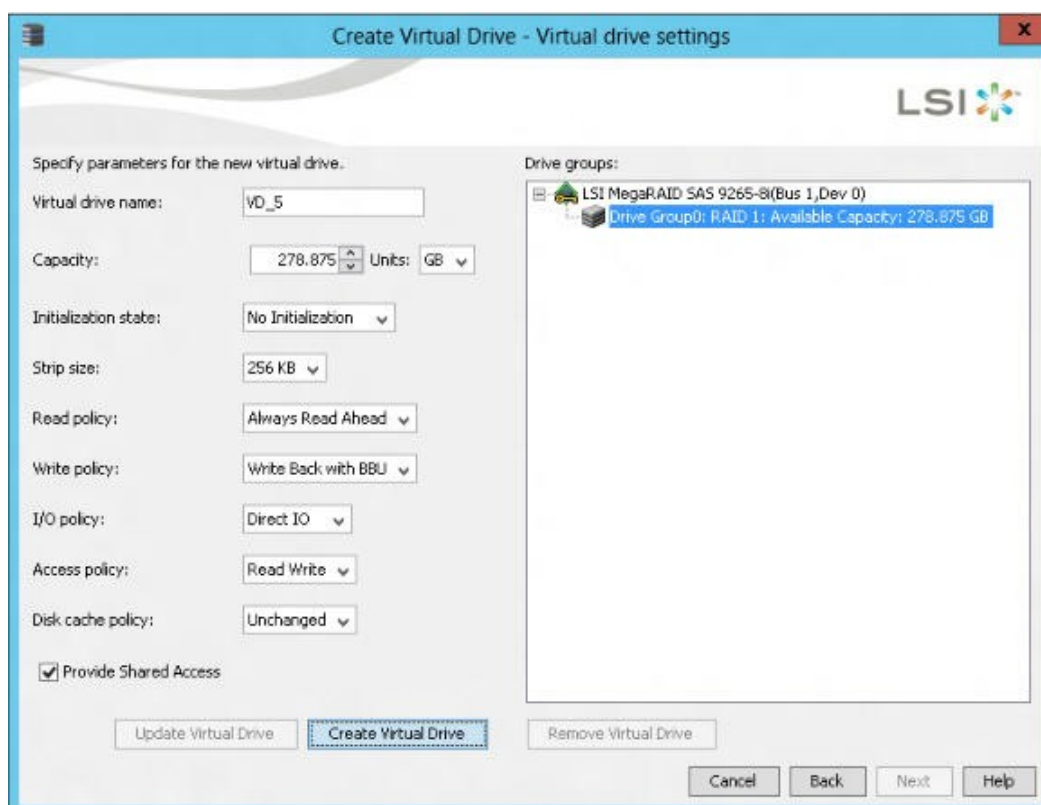 Create Virtual Drive - Virtual drive settings
x
LSI
Specify parameters for the new virtual drive.
Drive groups:
Virtual drive name:
VD_5
LSI MegaRAID SAS 9265-8i(Bus 1,Dev 0)
Drive Group0: RAID 1: Available Capacity: 278.875 GB
Capacity:
278.875 Units: GB
Initialization state:
No Initialization
Strip size:
256 KB
Read policy:
Always Read Ahead
Write policy:
Write Back with BBU
I/O policy:
Direct IO
Access policy:
Read Write
Disk cache policy:
Unchanged
Provide Shared Access
Update Virtual Drive
Create Virtual Drive
Remove Virtual Drive
Cancel
Back
Next
Help